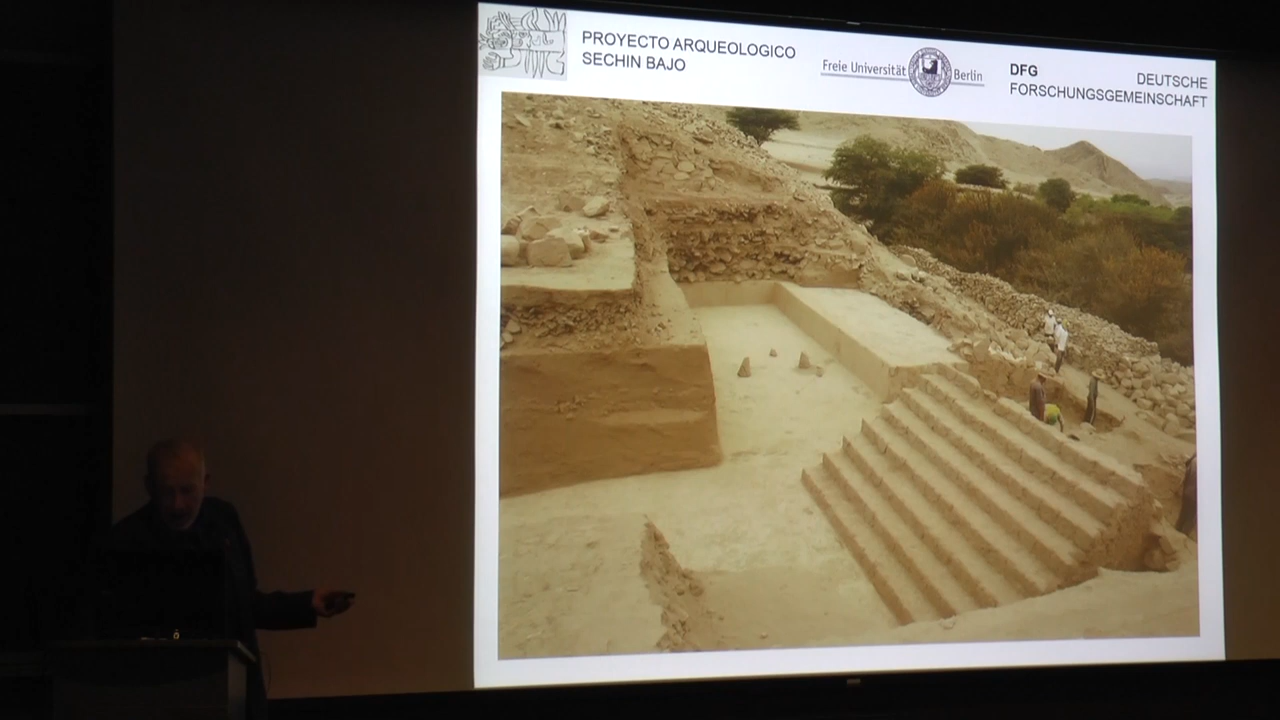 PROYECTO ARQUEOLOGICO
SECHIN BAJO
Freie Universität Berlin
DFG
DEUTSCHE
FORSCHUNGSGEMEINSCHAFT